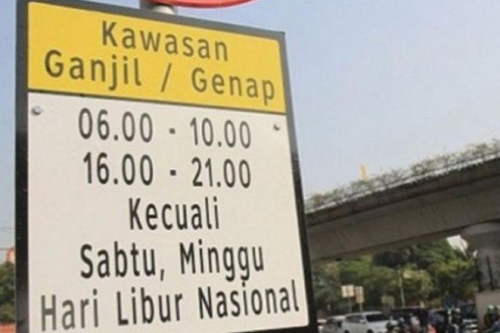 Kawasan
Ganjil / Genap
06.00 - 10.00
16.00 - 21.00
Kecuali
Sabtu, Minggu
Hari Libur Nasional